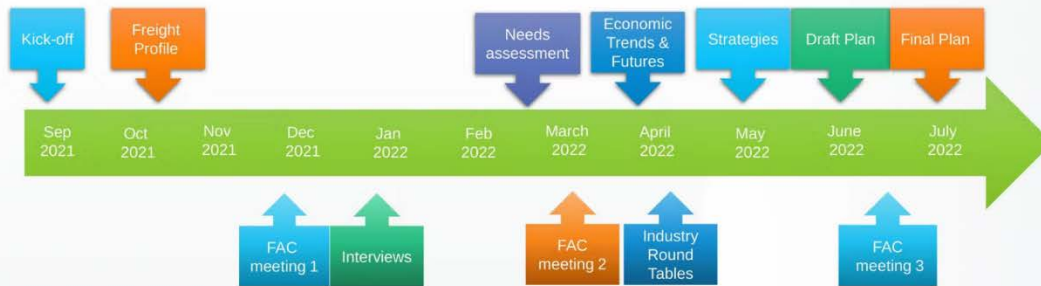 Kick-off
Freight
Profile
Needs
assessment
Economic
Trends &
Futures
Strategies
Draft Plan
Final Plan
Sep
2021
Oct
2021
Nov
2021
Dec
2021
Jan
2022
Feb
2022
March
2022
April
2022
May
2022
June
2022
July
2022
FAC
meeting 1
Interviews
FAC
meeting 2
Industry
Round
Tables
FAC
meeting 3